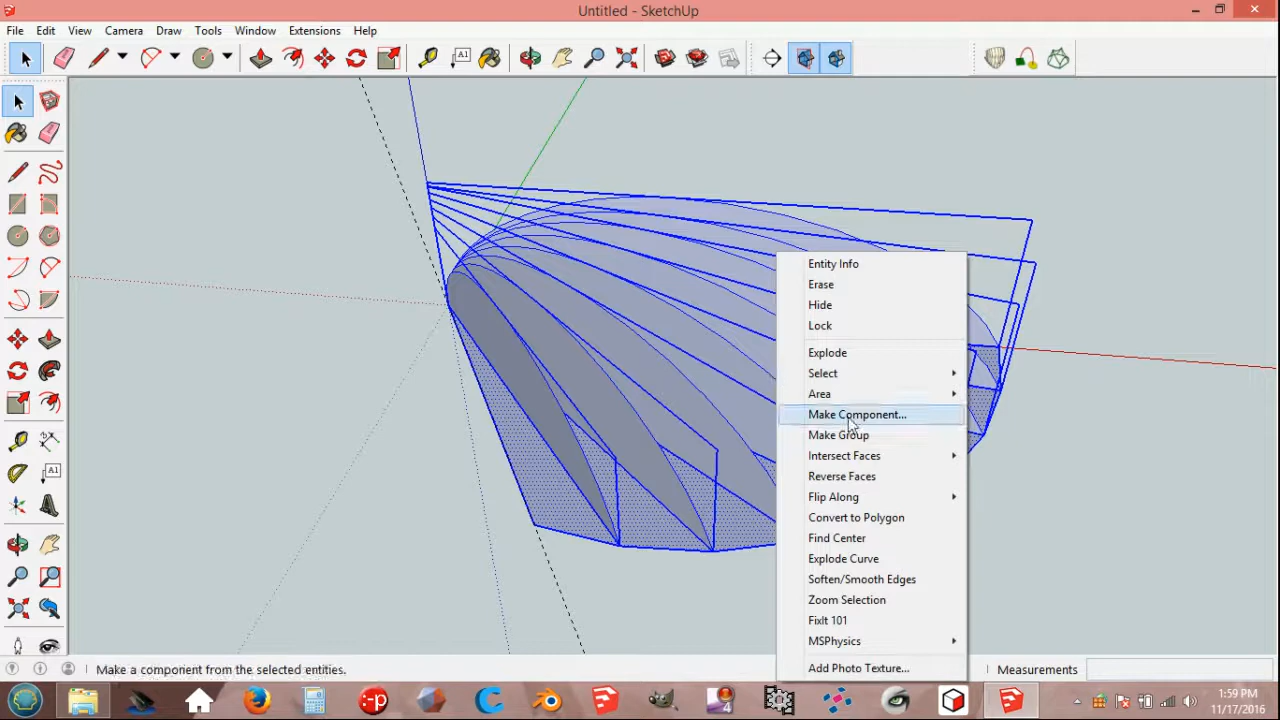 Untitled - SketchUp
File Edit View Camera Draw Tools Window Extensions Help
A1
A1
Entity Info
Erase
Hide
Lock
Explode
Select
Area
Make Component...
Make Group
Intersect Faces
Reverse Faces
Flip Along
Convert to Polygon
Find Center
Explode Curve
Soften/Smooth Edges
Zoom Selection
FixIt 101
MSPhysics
Add Photo Texture...
Make a component from the selected entities.
Measurements
:-p
4
1:59 PM
11/17/2016